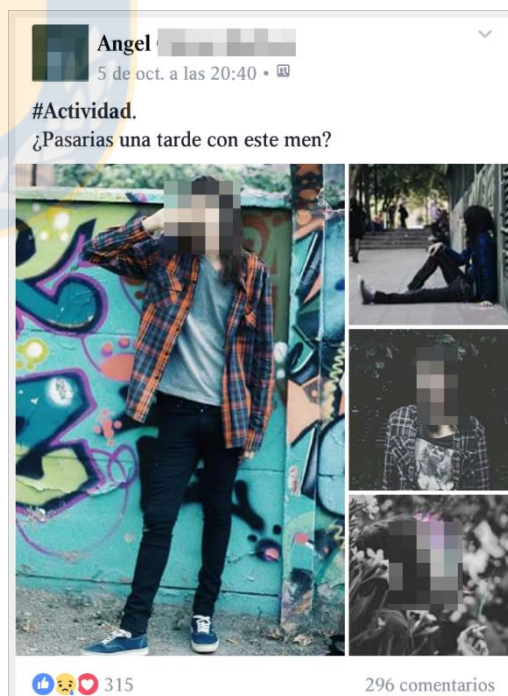 Angel
5 de oct. a las 20:40 •
#Actividad.
¿Pasarias una tarde con este men?
315
296 comentarios